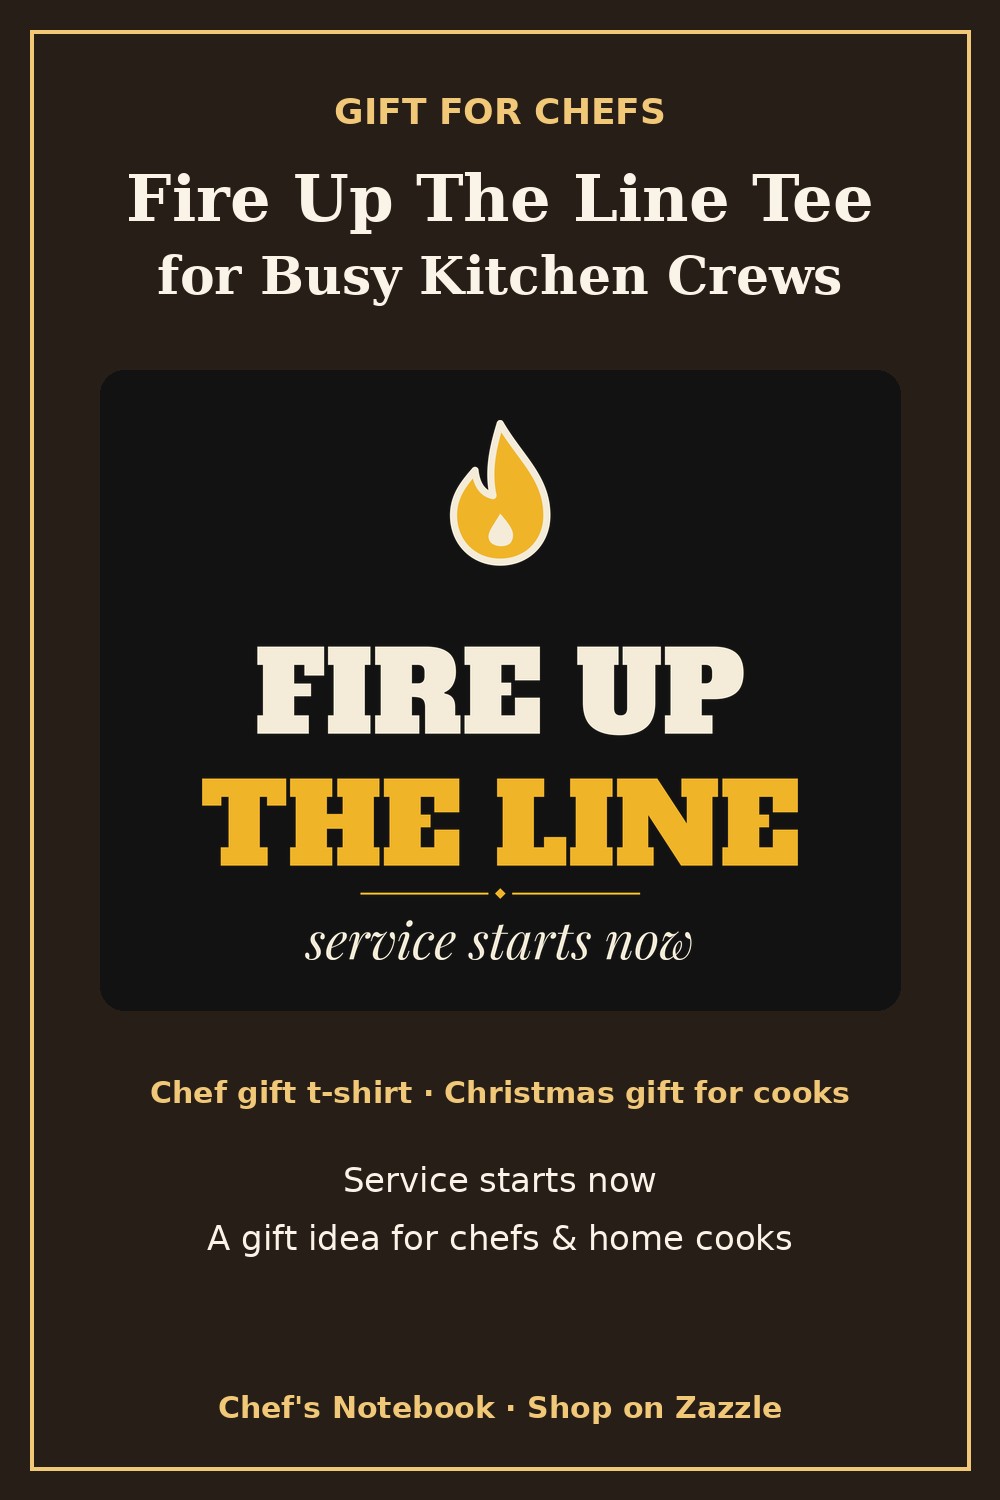 GIFT FOR CHEFS
Fire Up The Line Tee
for Busy Kitchen Crews
FIRE UP
THE LINE
service starts now
Chef gift t-shirt · Christmas gift for cooks
Service starts now
A gift idea for chefs & home cooks
Chef's Notebook · Shop on Zazzle